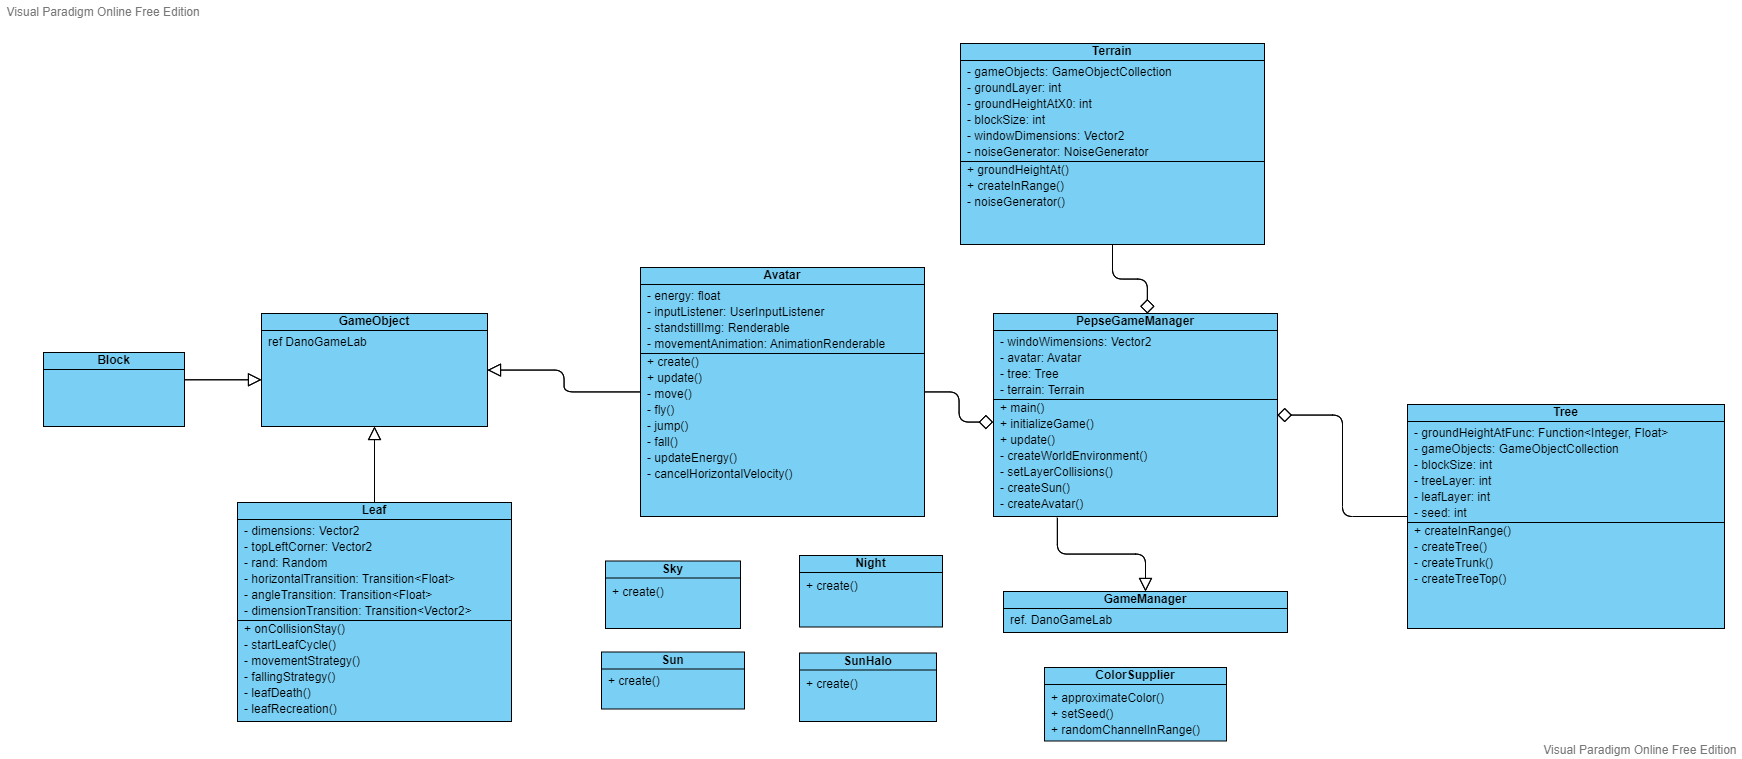 Visual Paradigm Online Free Edition
Terrain
- gameObjects: GameObjectCollection
- groundLayer: int
- groundHeightAtX0: int
- blockSize: int
- windowDimensions: Vector2
- noiseGenerator: NoiseGenerator
+ groundHeightAt()
+ createInRange()
- noiseGenerator()
Avatar
- energy: float
- inputListener: UserInputListener
- standstillImg: Renderable
- movementAnimation: AnimationRenderable
+ create()
+ update()
- move()
- fly()
- jump()
- fall()
- updateEnergy()
- cancelHorizontalVelocity()
GameObject
ref DanoGameLab
PepseGameManager
- windoWimensions: Vector2
- avatar: Avatar
- tree: Tree
- terrain: Terrain
+ main()
+ initializeGame()
+ update()
- createWorldEnvironment()
- setLayerCollisions()
- createSun()
- createAvatar()
Block
Tree
- groundHeightAtFunc: Function<Integer, Float>
- gameObjects: GameObjectCollection
- blockSize: int
- treeLayer: int
- leafLayer: int
- seed: int
+ createInRange()
- createTree()
- createTrunk()
- createTreeTop()
Leaf
- dimensions: Vector2
- topLeftCorner: Vector2
- rand: Random
- horizontalTransition: Transition<Float>
- angleTransition: Transition<Float>
- dimensionTransition: Transition<Vector2>
+ onCollisionStay()
- startLeafCycle()
- movementStrategy()
- fallingStrategy()
- leafDeath()
- leafRecreation()
Sky
+ create()
Night
+ create()
GameManager
ref. DanoGameLab
Sun
+ create()
SunHalo
+ create()
ColorSupplier
+ approximateColor()
+ setSeed()
+ randomChannelInRange()
Visual Paradigm Online Free Edition